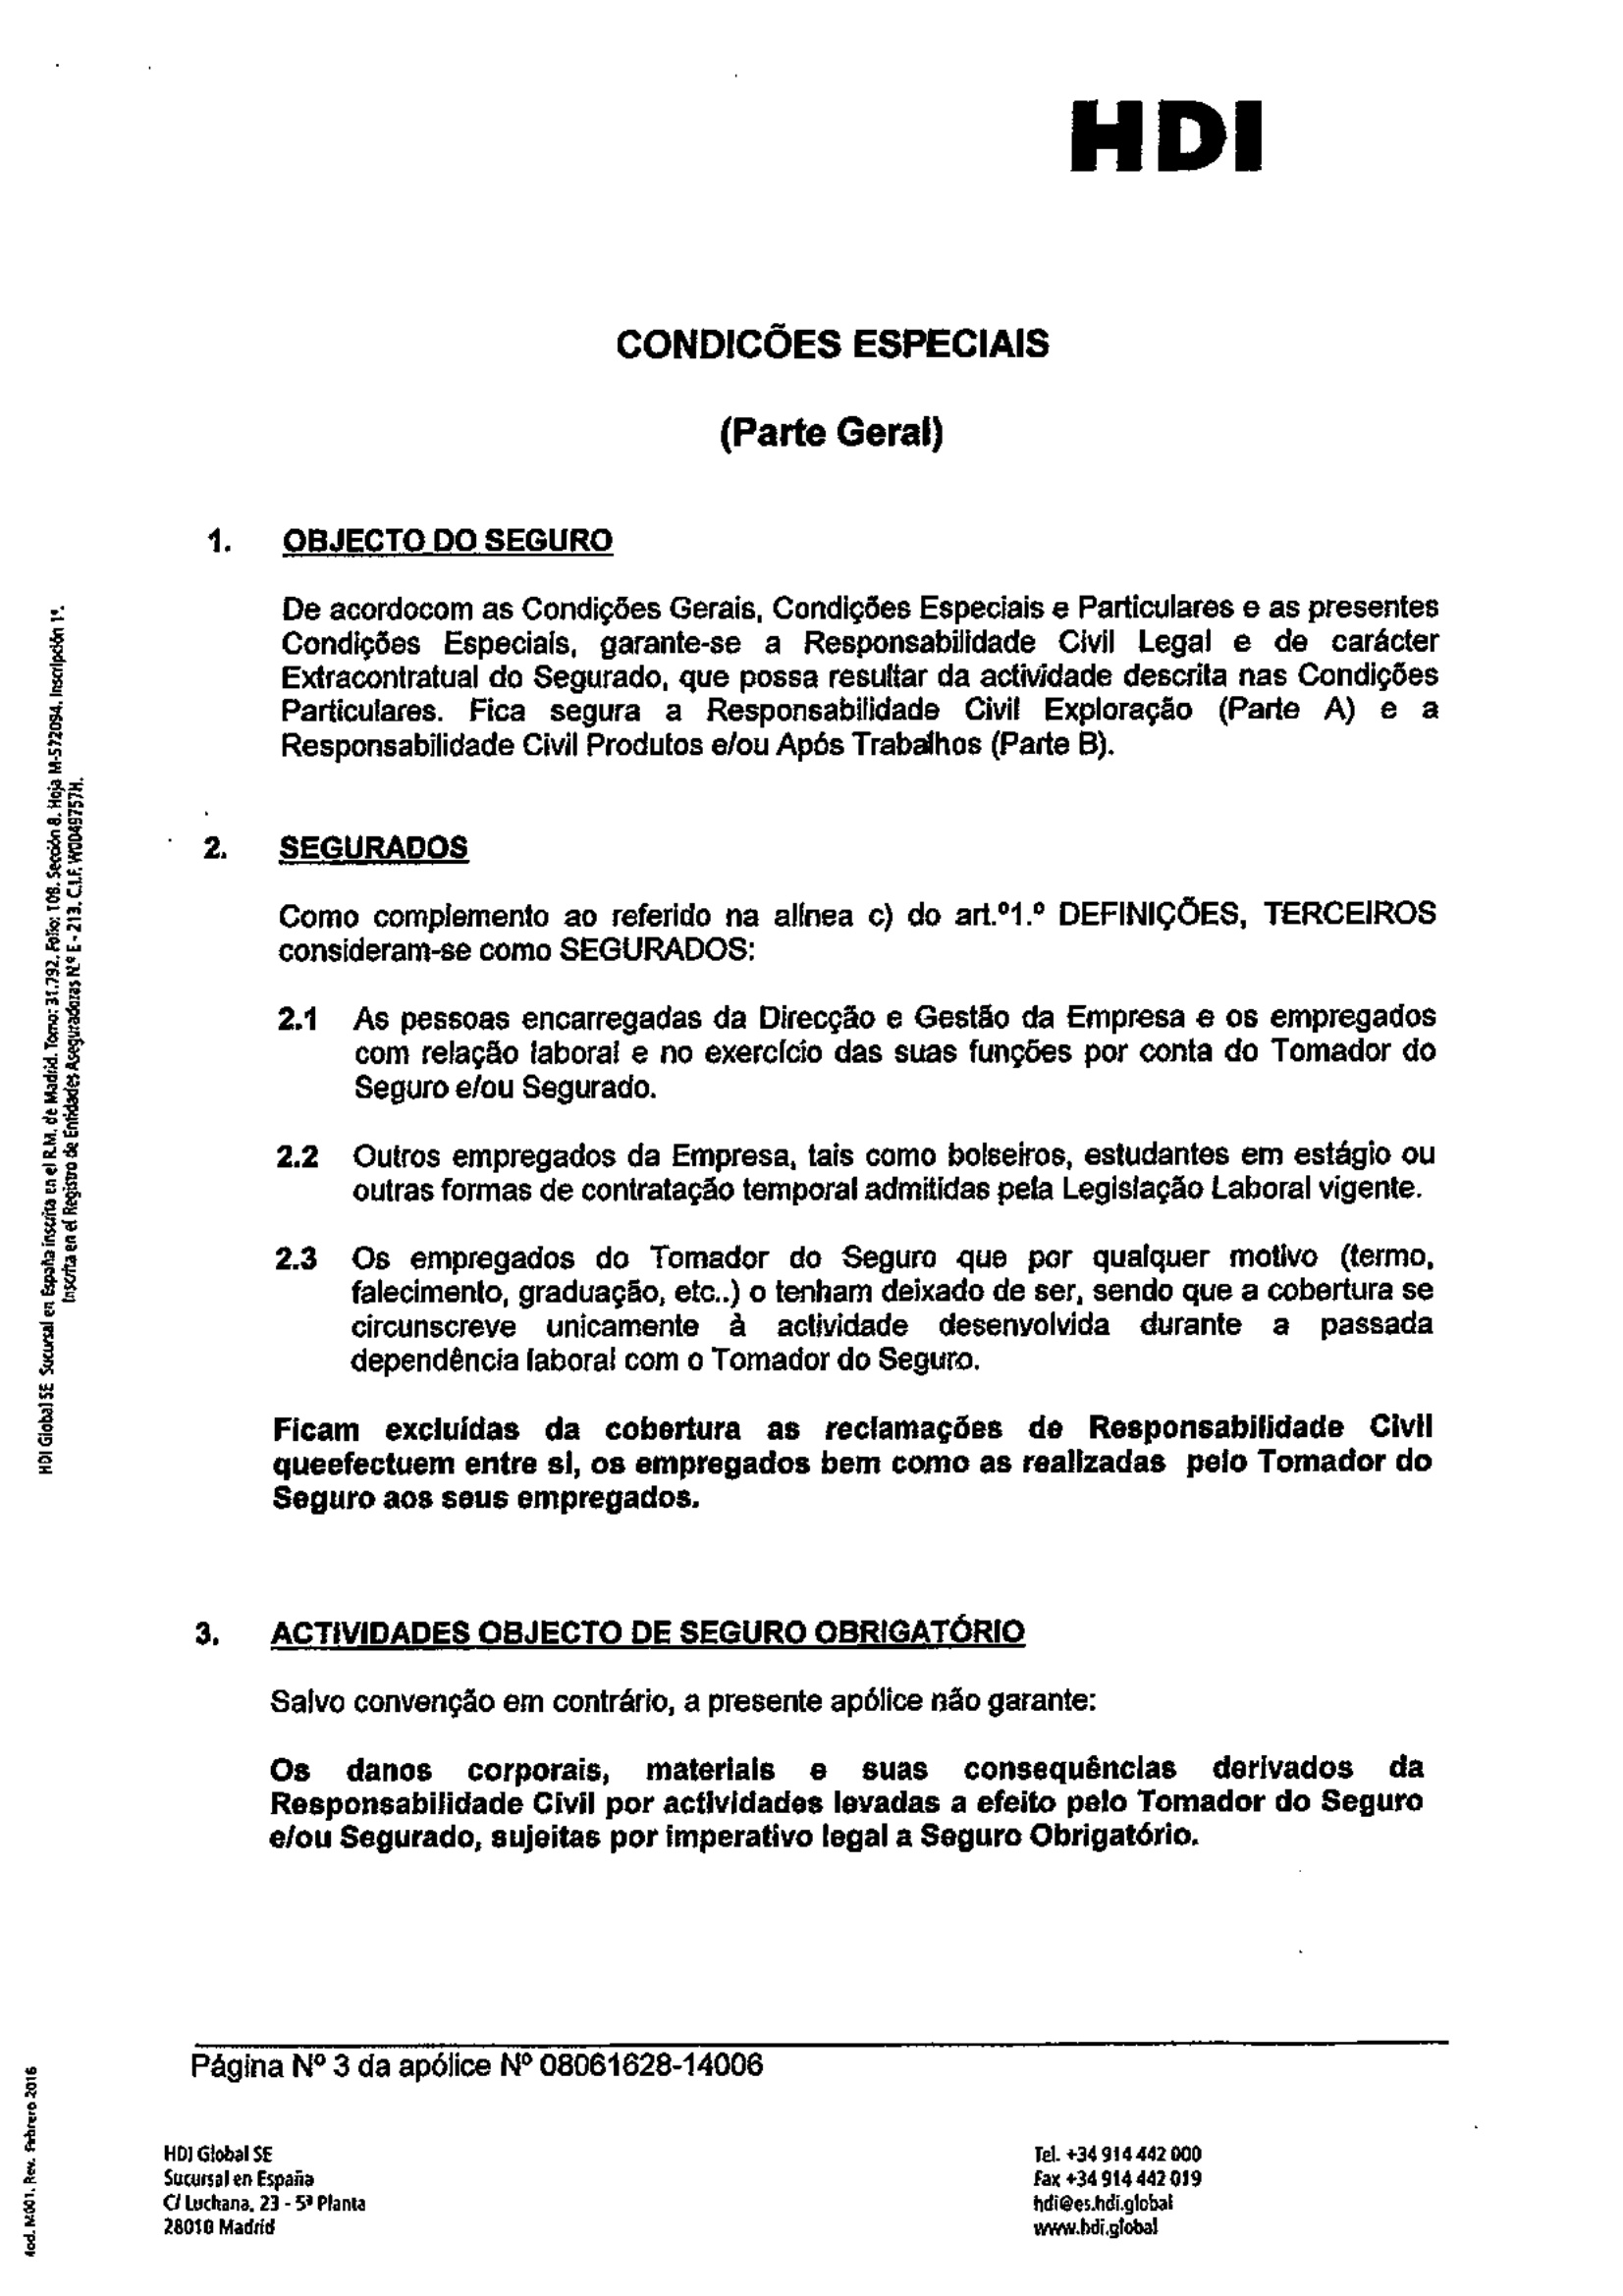 HDI
CONDICÕES ESPECIAIS
(Parte Geral)
1. OBJECTO DO SEGURO
De acordocom as Condições Gerais, Condições Especiais e Particulares e as presentes
Condições Especiais, garante-se a Responsabilidade Civil Legal e de carácter
Extracontratual do Segurado, que possa resultar da actividade descrita nas Condições
Particulares. Fica segura a Responsabilidade Civil Exploração (Parte A) e a
Responsabilidade Civil Produtos e/ou Após Trabalhos (Parte B).
2. SEGURADOS
Como complemento ao referido na alínea c) do art.º1.º DEFINIÇÕES, TERCEIROS
consideram-se como SEGURADOS:
2.1 As pessoas encarregadas da Direcção e Gestão da Empresa e os empregados
com relação laboral e no exercício das suas funções por conta do Tomador do
Seguro e/ou Segurado.
2.2 Outros empregados da Empresa, tais como bolseiros, estudantes em estágio ou
outras formas de contratação temporal admitidas pela Legislação Laboral vigente.
2.3 Os empregados do Tomador do Seguro que por qualquer motivo (termo,
falecimento, graduação, etc..) o tenham deixado de ser, sendo que a cobertura se
circunscreve unicamente à actividade desenvolvida durante a passada
dependência laboral com o Tomador do Seguro.
Ficam excluídas da cobertura as reclamações de Responsabilidade Civil
queefectuem entre si, os empregados bem como as realizadas pelo Tomador do
Seguro aos seus empregados.
3. ACTIVIDADES OBJECTO DE SEGURO OBRIGATÓRIO
Salvo convenção em contrário, a presente apólice não garante:
Os danos corporais, materiais e suas consequências derivados da
Responsabilidade Civil por actividades levadas a efeito pelo Tomador do Seguro
e/ou Segurado, sujeitas por imperativo legal a Seguro Obrigatório.
Página Nº 3 da apólice Nº 08061628-14006
HDI Global SE
Sucursal en España
C/ Luchana, 23 - 5ª Planta
28010 Madrid
Tel. +34 914 442 000
Fax +34 914 442 019
hdi@es.hdi.global
www.hdi.global
HDI Global SE Sucursal en España inscrita en el R.M. de Madrid. Tomo: 31.792. Folio: 108. Sección 8. Hoja M-572094. Inscripción 1ª.
Inscrita en el Registro de Entidades Aseguradoras N.º E - 213. C.I.F. W0049757H.
Mod. M001. Rev. Febrero 2016